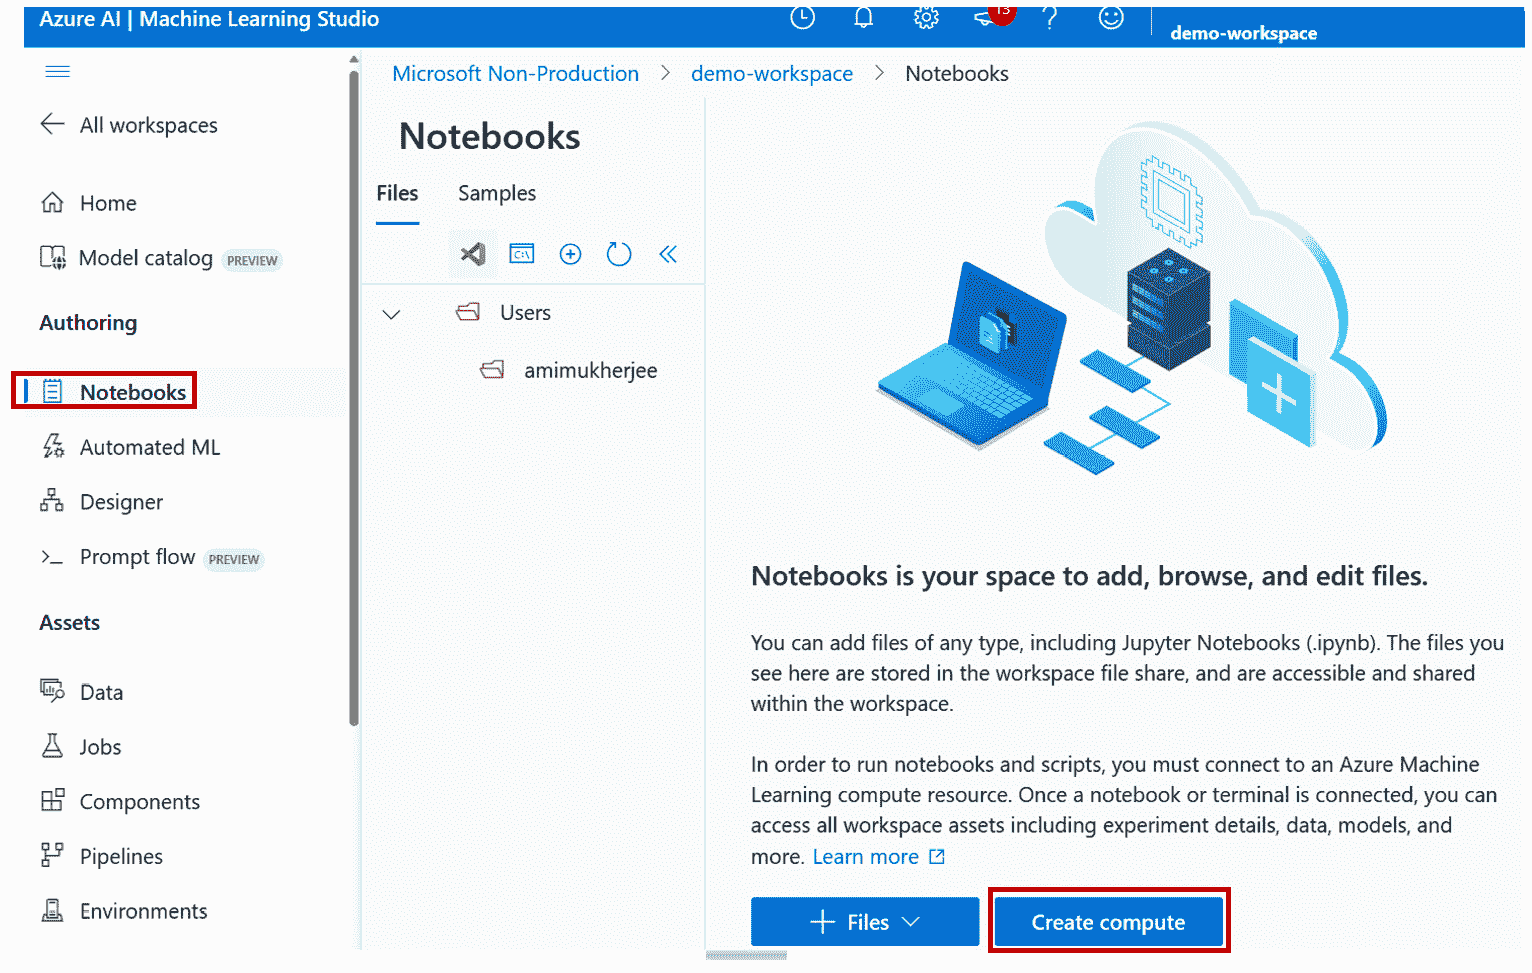 Azure AI | Machine Learning Studio
13
demo-workspace
All workspaces
Home
Model catalog PREVIEW
Authoring
Notebooks
Automated ML
Designer
Prompt flow PREVIEW
Assets
Data
Jobs
Components
Pipelines
Environments
Microsoft Non-Production > demo-workspace > Notebooks
Notebooks
Files Samples
C:\
Users
amimukherjee
Notebooks is your space to add, browse, and edit files.
You can add files of any type, including Jupyter Notebooks (.ipynb). The files you
see here are stored in the workspace file share, and are accessible and shared
within the workspace.
In order to run notebooks and scripts, you must connect to an Azure Machine
Learning compute resource. Once a notebook or terminal is connected, you can
access all workspace assets including experiment details, data, models, and
more. Learn more
Files
Create compute